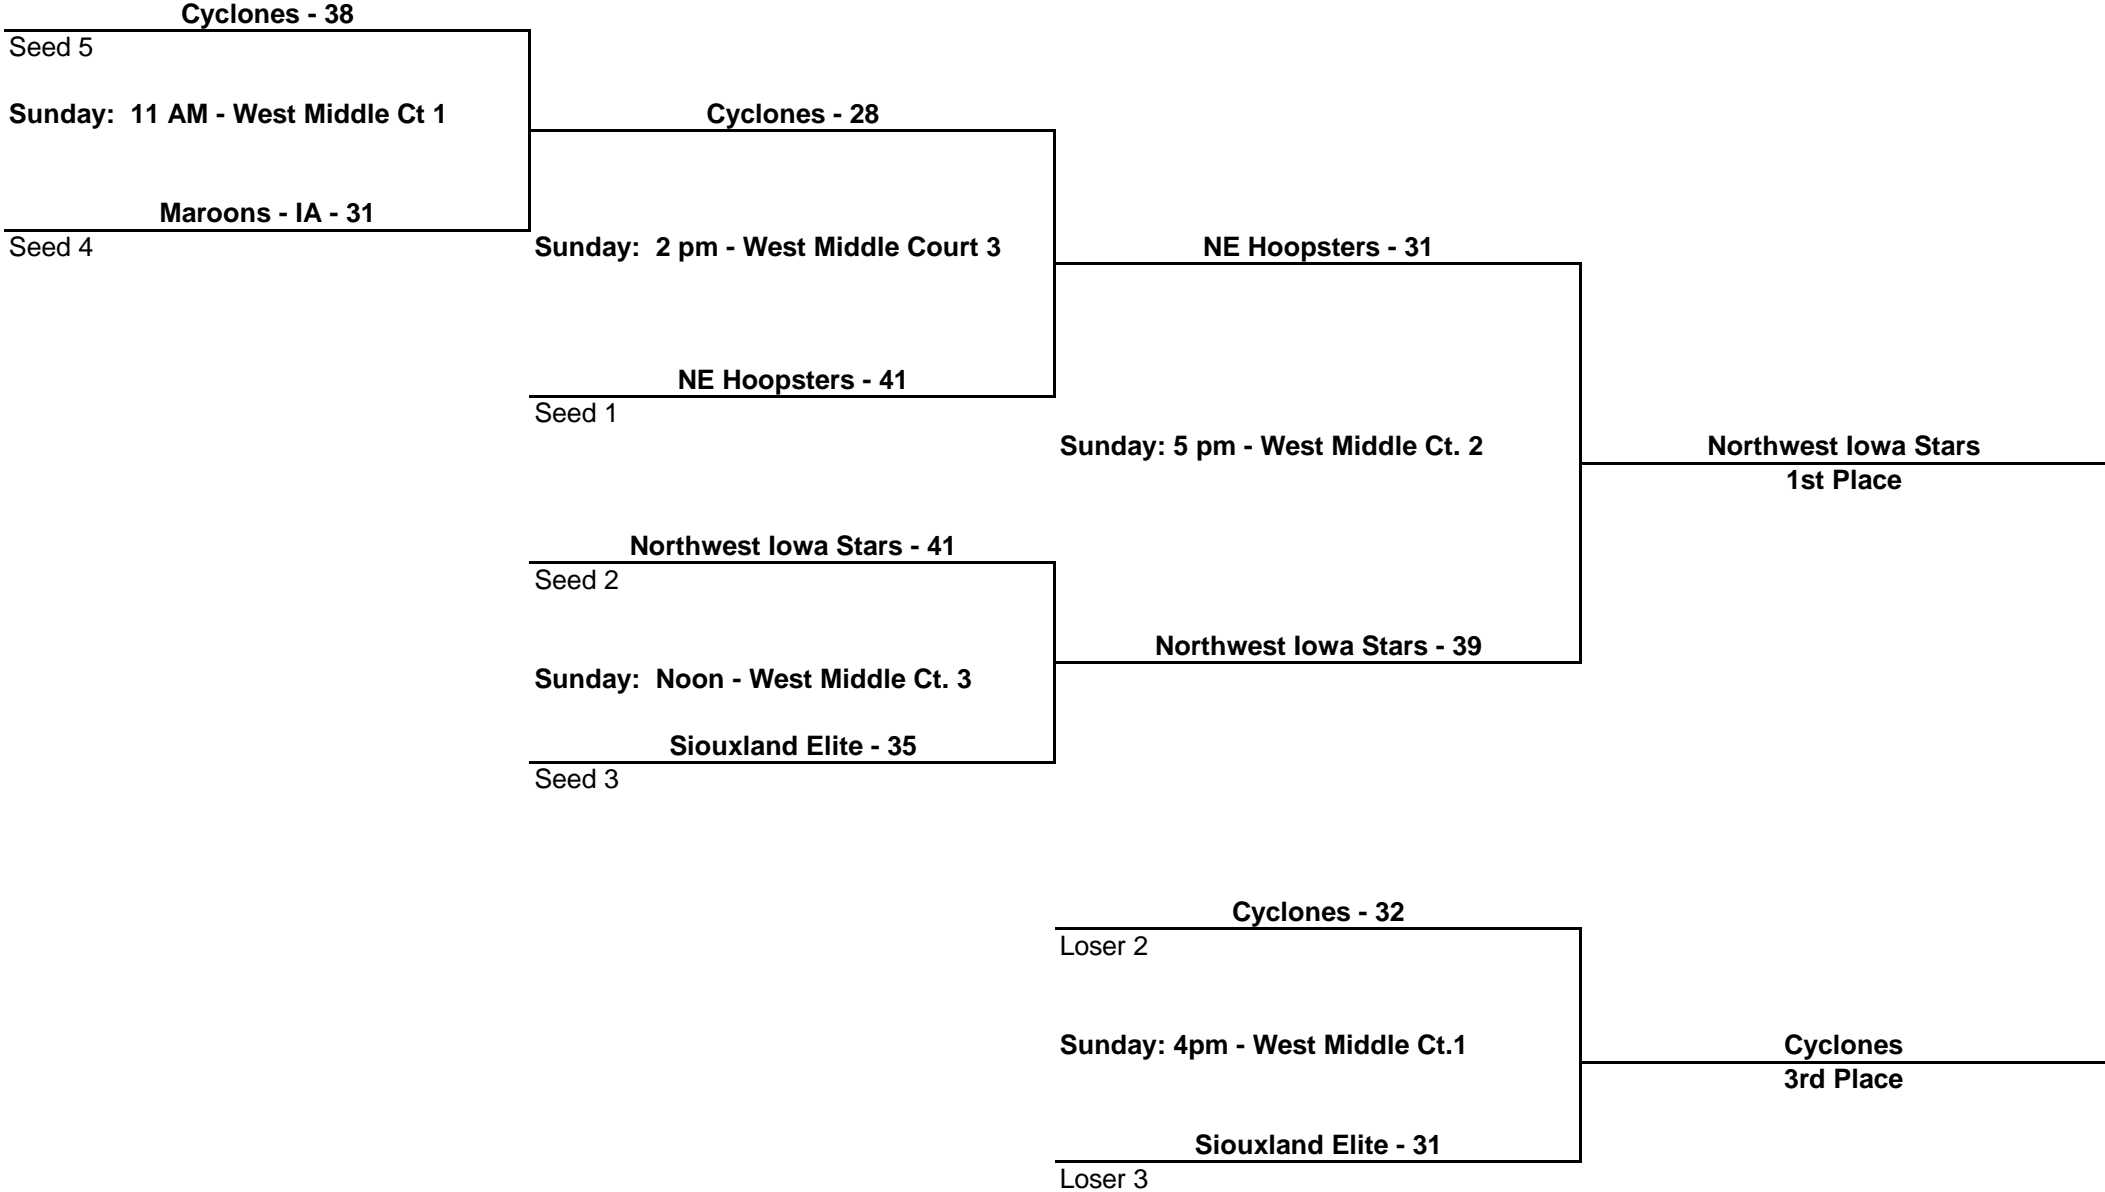 Cyclones - 38
Seed 5
Sunday:  11 AM - West Middle Ct 1
Cyclones - 28
Maroons - IA - 31
Seed 4
Sunday:  2 pm - West Middle Court 3
NE Hoopsters - 31
NE Hoopsters - 41
Seed 1
Sunday: 5 pm - West Middle Ct. 2
Northwest Iowa Stars
1st Place
Northwest Iowa Stars - 41
Seed 2
Northwest Iowa Stars - 39
Sunday:  Noon - West Middle Ct. 3
Siouxland Elite - 35
Seed 3
Cyclones - 32
Loser 2
Sunday: 4pm - West Middle Ct.1
Cyclones
3rd Place
Siouxland Elite - 31
Loser 3